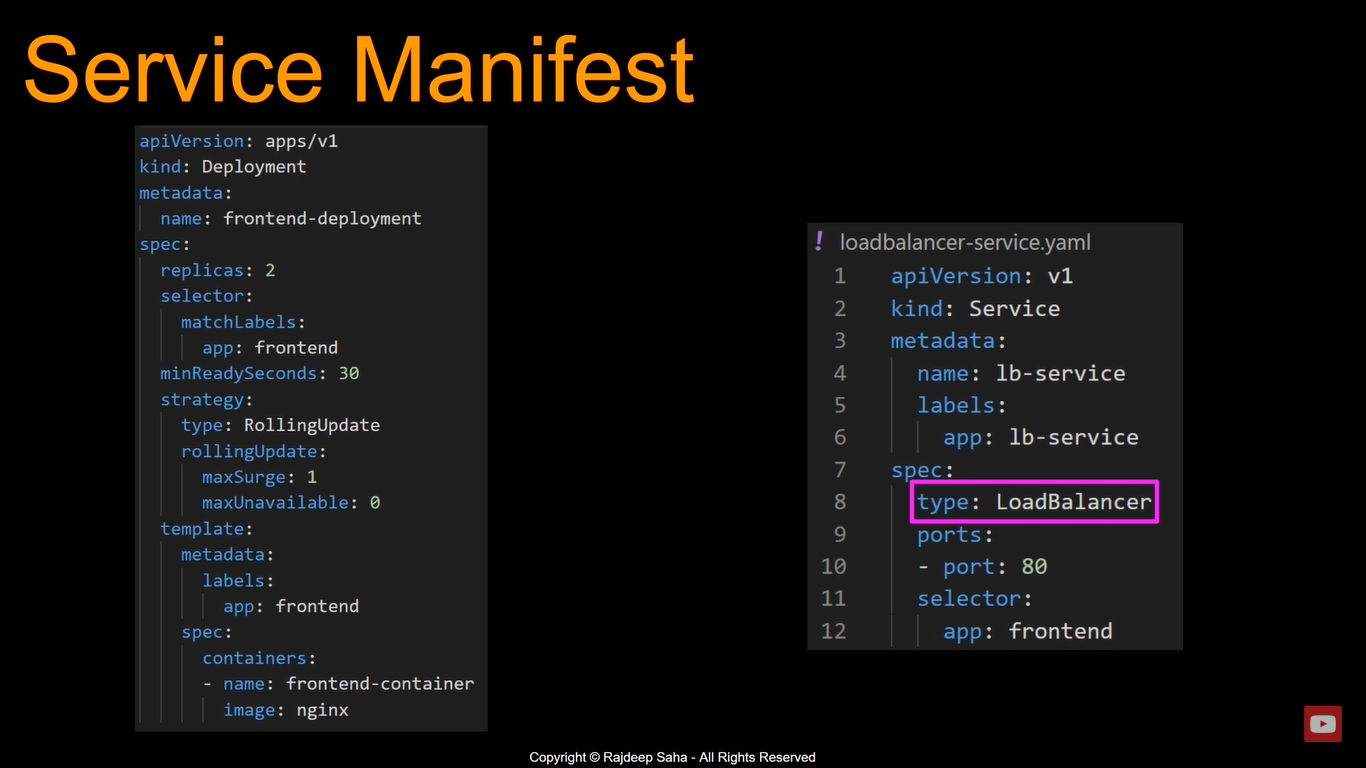 Service Manifest
apiVersion: apps/v1
kind: Deployment
metadata:
  name: frontend-deployment
spec:
  replicas: 2
  selector:
    matchLabels:
      app: frontend
  minReadySeconds: 30
  strategy:
    type: RollingUpdate
    rollingUpdate:
      maxSurge: 1
      maxUnavailable: 0
  template:
    metadata:
      labels:
        app: frontend
    spec:
      containers:
      - name: frontend-container
        image: nginx
! loadbalancer-service.yaml
1 apiVersion: v1
2 kind: Service
3 metadata:
4   name: lb-service
5   labels:
6     app: lb-service
7 spec:
8   type: LoadBalancer
9   ports:
10   - port: 80
11   selector:
12     app: frontend
Copyright © Rajdeep Saha - All Rights Reserved